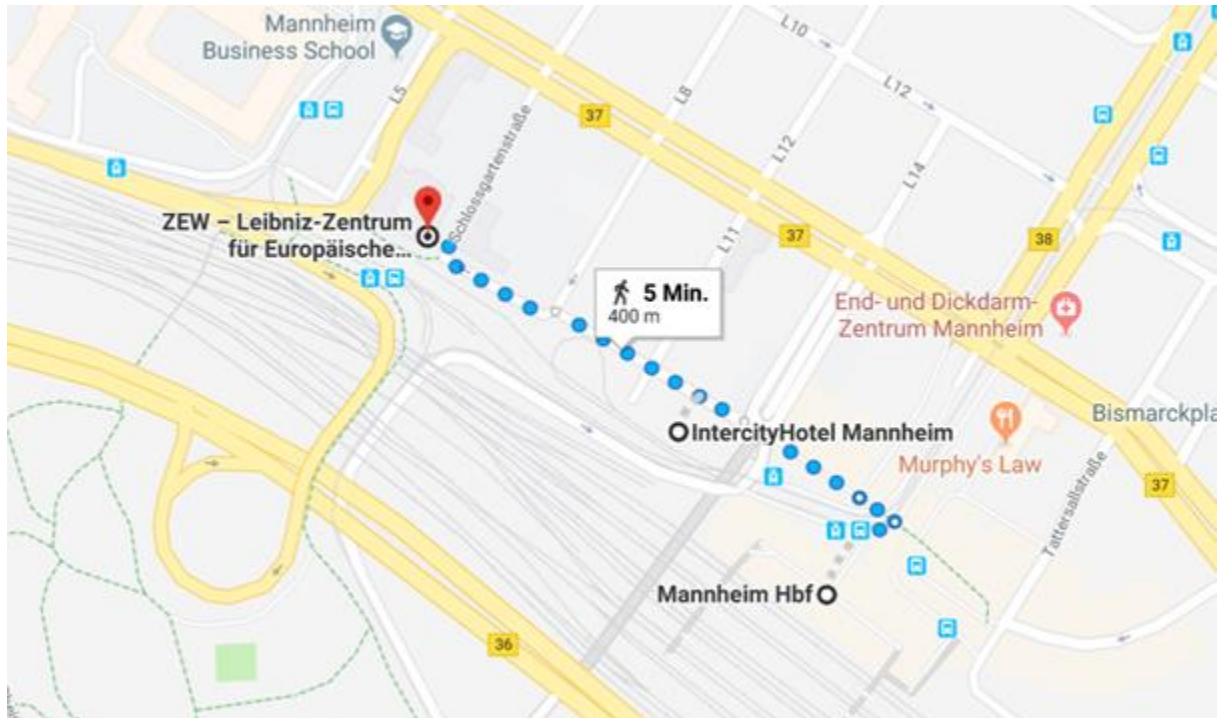 Mannheim
Business School
L5
Schlossgartenstraße
37
L8
L10
L12
L12
L14
L11
37
38
ZEW – Leibniz-Zentrum
für Europäische...
5 Min.
400 m
End- und Dickdarm-
Zentrum Mannheim
IntercityHotel Mannheim
Murphy's Law
Bismarckpla
37
Tattersallstraße
Mannheim Hbf
36